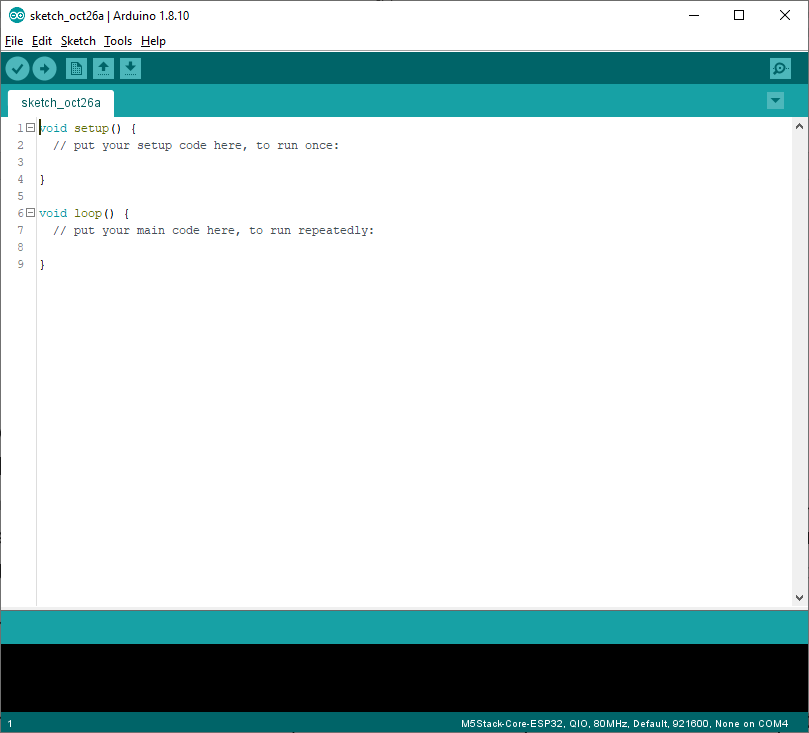 sketch_oct26a | Arduino 1.8.10
File Edit Sketch Tools Help
sketch_oct26a
1 void setup() {
2 // put your setup code here, to run once:
3
4 }
5
6 void loop() {
7 // put your main code here, to run repeatedly:
8
9 }
1 M5Stack-Core-ESP32, QIO, 80MHz, Default, 921600, None on COM4